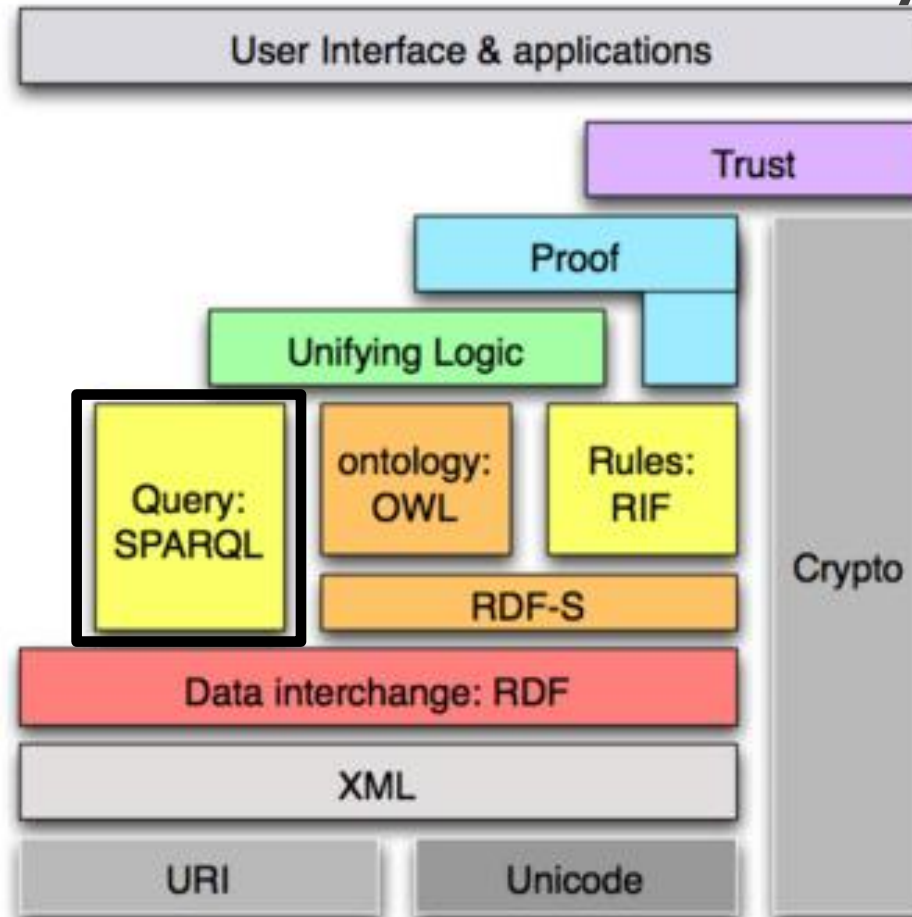 User Interface & applications
Trust
Proof
Unifying Logic
Query:
SPARQL
ontology:
OWL
Rules:
RIF
Crypto
RDF-S
Data interchange: RDF
XML
URI
Unicode